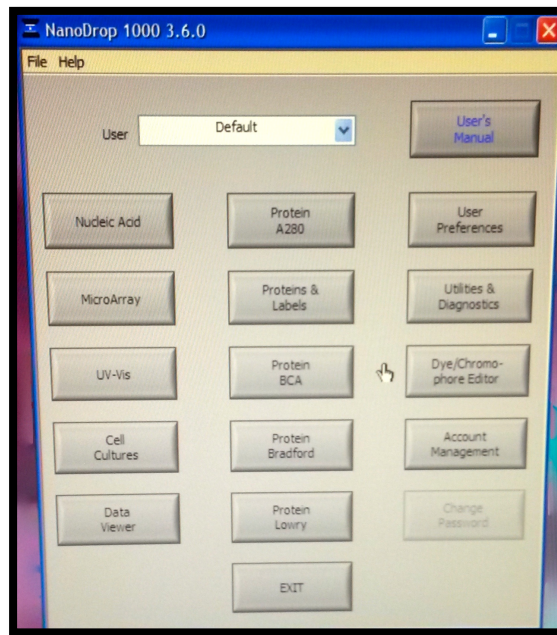 NanoDrop 1000 3.6.0
File Help
User Default
User's
Manual
Nucleic Acid
Protein
A280
User
Preferences
MicroArray
Proteins &
Labels
Utilities &
Diagnostics
UV-Vis
Protein
BCA
Dye/Chromo-
phore Editor
Cell
Cultures
Protein
Bradford
Account
Management
Data
Viewer
Protein
Lowry
Change
Password
EXIT